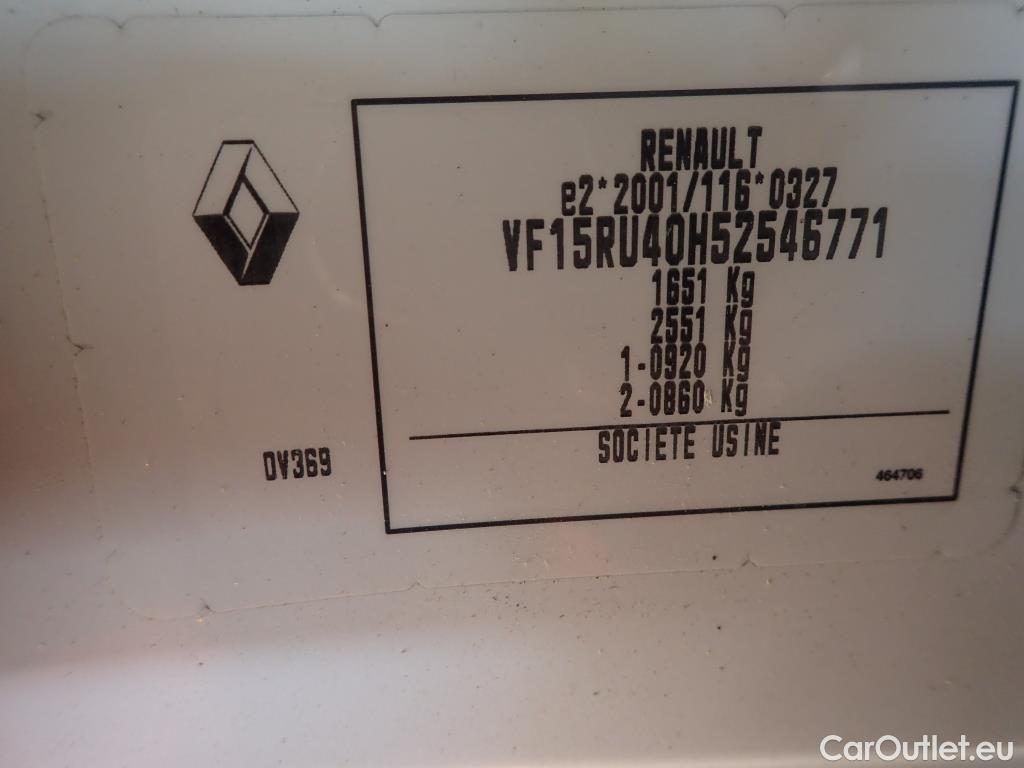 RENAULT
e2*2001/116*0327
VF15RU40H52546771
1651 Kg
2551 Kg
1-0920 Kg
2-0860 Kg
SOCIETE USINE
DV369
464706
CarOutlet.eu